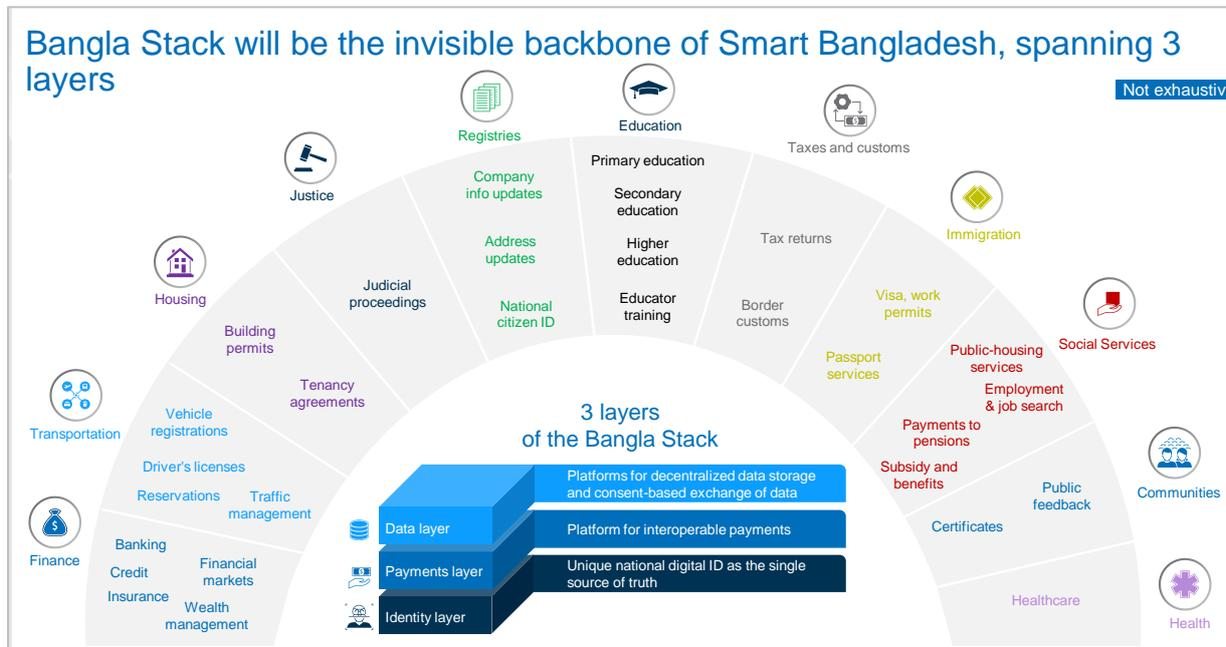 Bangla Stack will be the invisible backbone of Smart Bangladesh, spanning 3
layers
Not exhaustiv
Finance
Banking
Credit
Insurance
Financial
markets
Wealth
management
Transportation
Vehicle
registrations
Driver's licenses
Reservations
Traffic
management
Housing
Building
permits
Tenancy
agreements
Justice
Judicial
proceedings
Registries
Company
info updates
Address
updates
National
citizen ID
Education
Primary education
Secondary
education
Higher
education
Educator
training
Taxes and customs
Tax returns
Border
customs
Immigration
Visa, work
permits
Passport
services
Social Services
Public-housing
services
Employment
& job search
Payments to
pensions
Subsidy and
benefits
Communities
Public
feedback
Certificates
Health
Healthcare
3 layers
of the Bangla Stack
Data layer
Platforms for decentralized data storage
and consent-based exchange of data
Payments layer
Platform for interoperable payments
Identity layer
Unique national digital ID as the single
source of truth